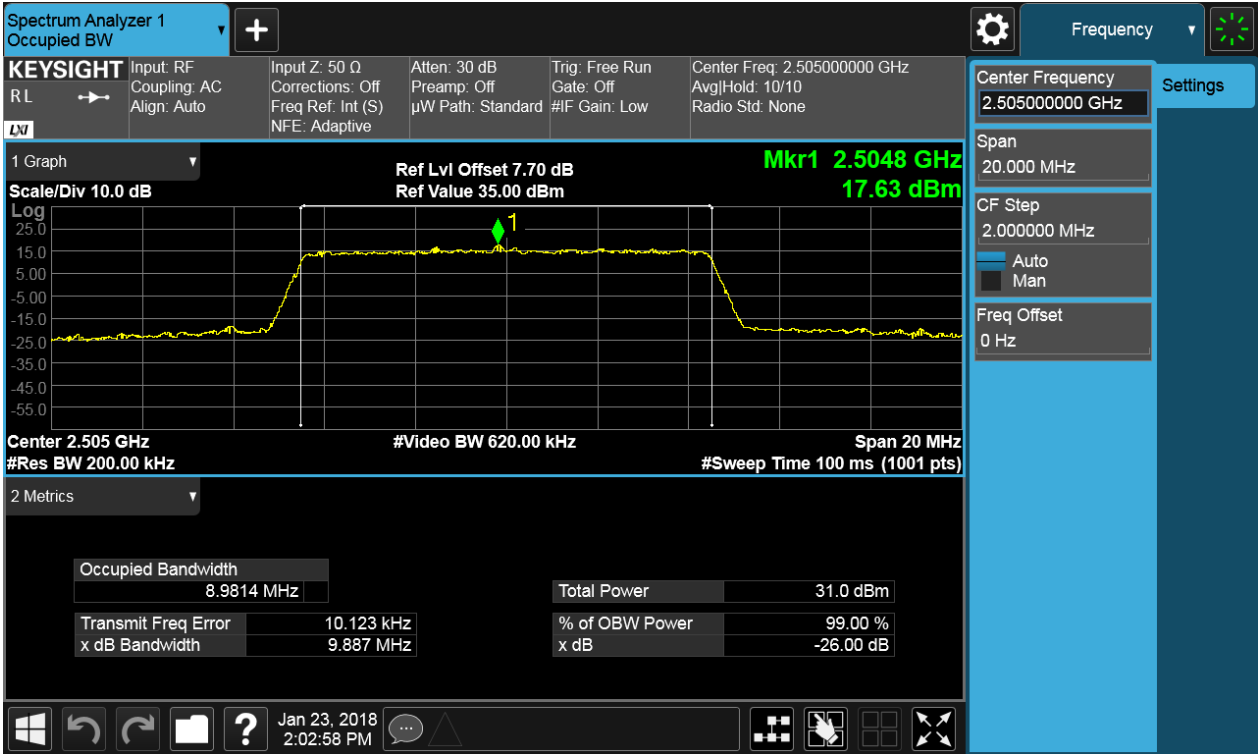 Spectrum Analyzer 1
Occupied BW
+
Frequency
KEYSIGHT
R L
LXI
Input: RF
Coupling: AC
Align: Auto
Input Z: 50 Ω
Corrections: Off
Freq Ref: Int (S)
NFE: Adaptive
Atten: 30 dB
Preamp: Off
µW Path: Standard
Trig: Free Run
Gate: Off
#IF Gain: Low
Center Freq: 2.505000000 GHz
Avg|Hold: 10/10
Radio Std: None
Center Frequency
2.505000000 GHz
Settings
Span
20.000 MHz
CF Step
2.000000 MHz
Auto
Man
Freq Offset
0 Hz
1 Graph
Scale/Div 10.0 dB
Ref Lvl Offset 7.70 dB
Ref Value 35.00 dBm
Mkr1 2.5048 GHz
17.63 dBm
Log
1
25.0
15.0
5.00
-5.00
-15.0
-25.0
-35.0
-45.0
-55.0
Center 2.505 GHz
#Video BW 620.00 kHz
Span 20 MHz
#Res BW 200.00 kHz
#Sweep Time 100 ms (1001 pts)
2 Metrics
Occupied Bandwidth
8.9814 MHz
Total Power 31.0 dBm
Transmit Freq Error 10.123 kHz
% of OBW Power 99.00 %
x dB Bandwidth 9.887 MHz
x dB -26.00 dB
?
Jan 23, 2018
2:02:58 PM